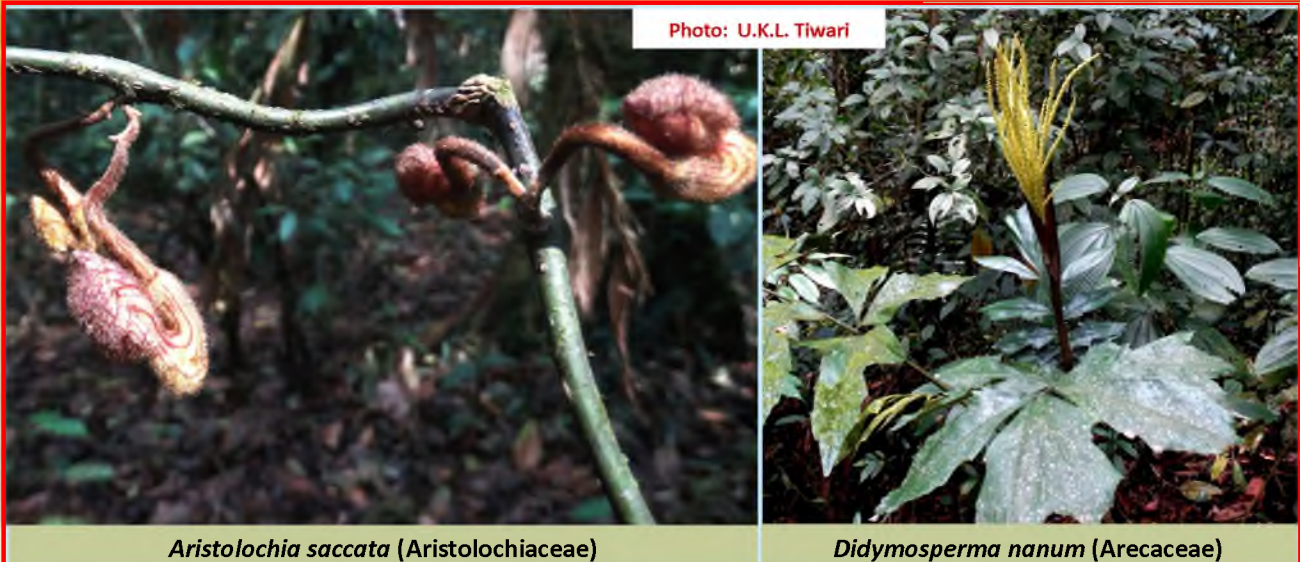 Photo: U.K.L. Tiwari
Aristolochia saccata (Aristolochiaceae)
Didymosperma nanum (Arecaceae)